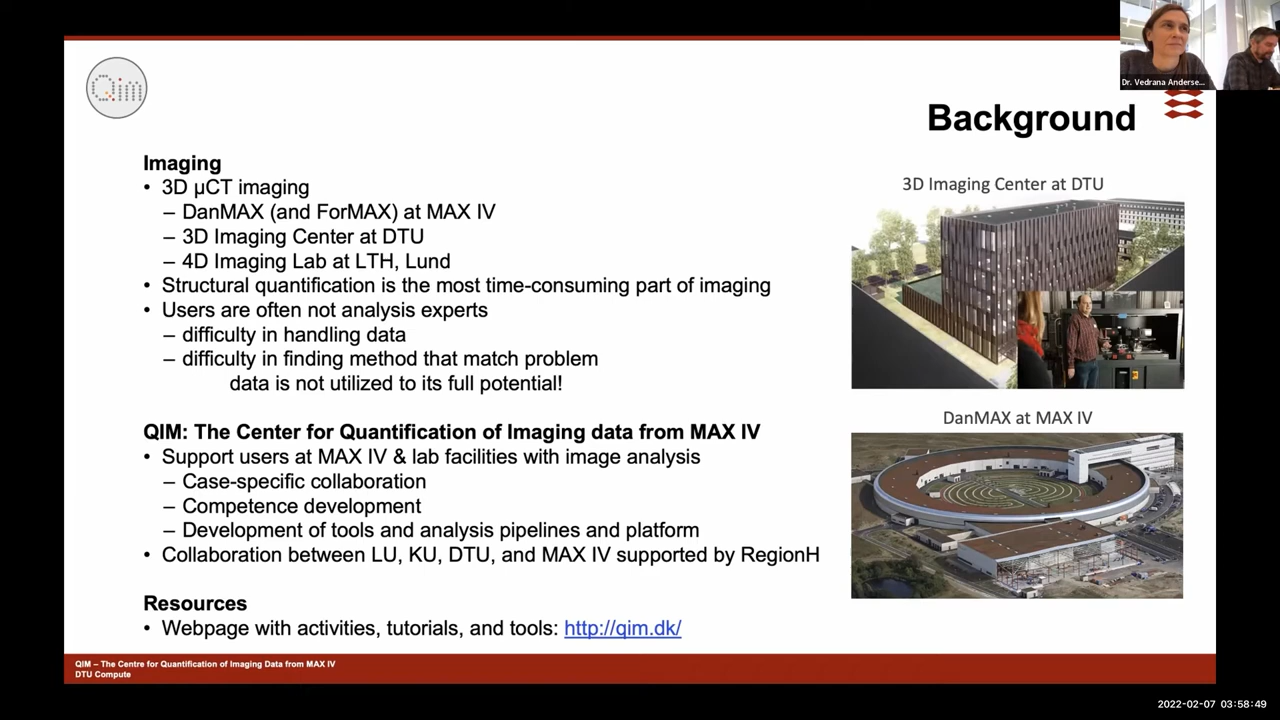 Dr. Vedrana Anderse...
Qim
Background
Imaging
• 3D µCT imaging
– DanMAX (and ForMAX) at MAX IV
– 3D Imaging Center at DTU
– 4D Imaging Lab at LTH, Lund
• Structural quantification is the most time-consuming part of imaging
• Users are often not analysis experts
– difficulty in handling data
– difficulty in finding method that match problem
data is not utilized to its full potential!
QIM: The Center for Quantification of Imaging data from MAX IV
• Support users at MAX IV & lab facilities with image analysis
– Case-specific collaboration
– Competence development
– Development of tools and analysis pipelines and platform
• Collaboration between LU, KU, DTU, and MAX IV supported by RegionH
Resources
• Webpage with activities, tutorials, and tools: http://qim.dk/
3D Imaging Center at DTU
DanMAX at MAX IV
QIM – The Centre for Quantification of Imaging Data from MAX IV
DTU Compute
2022-02-07 03:58:49